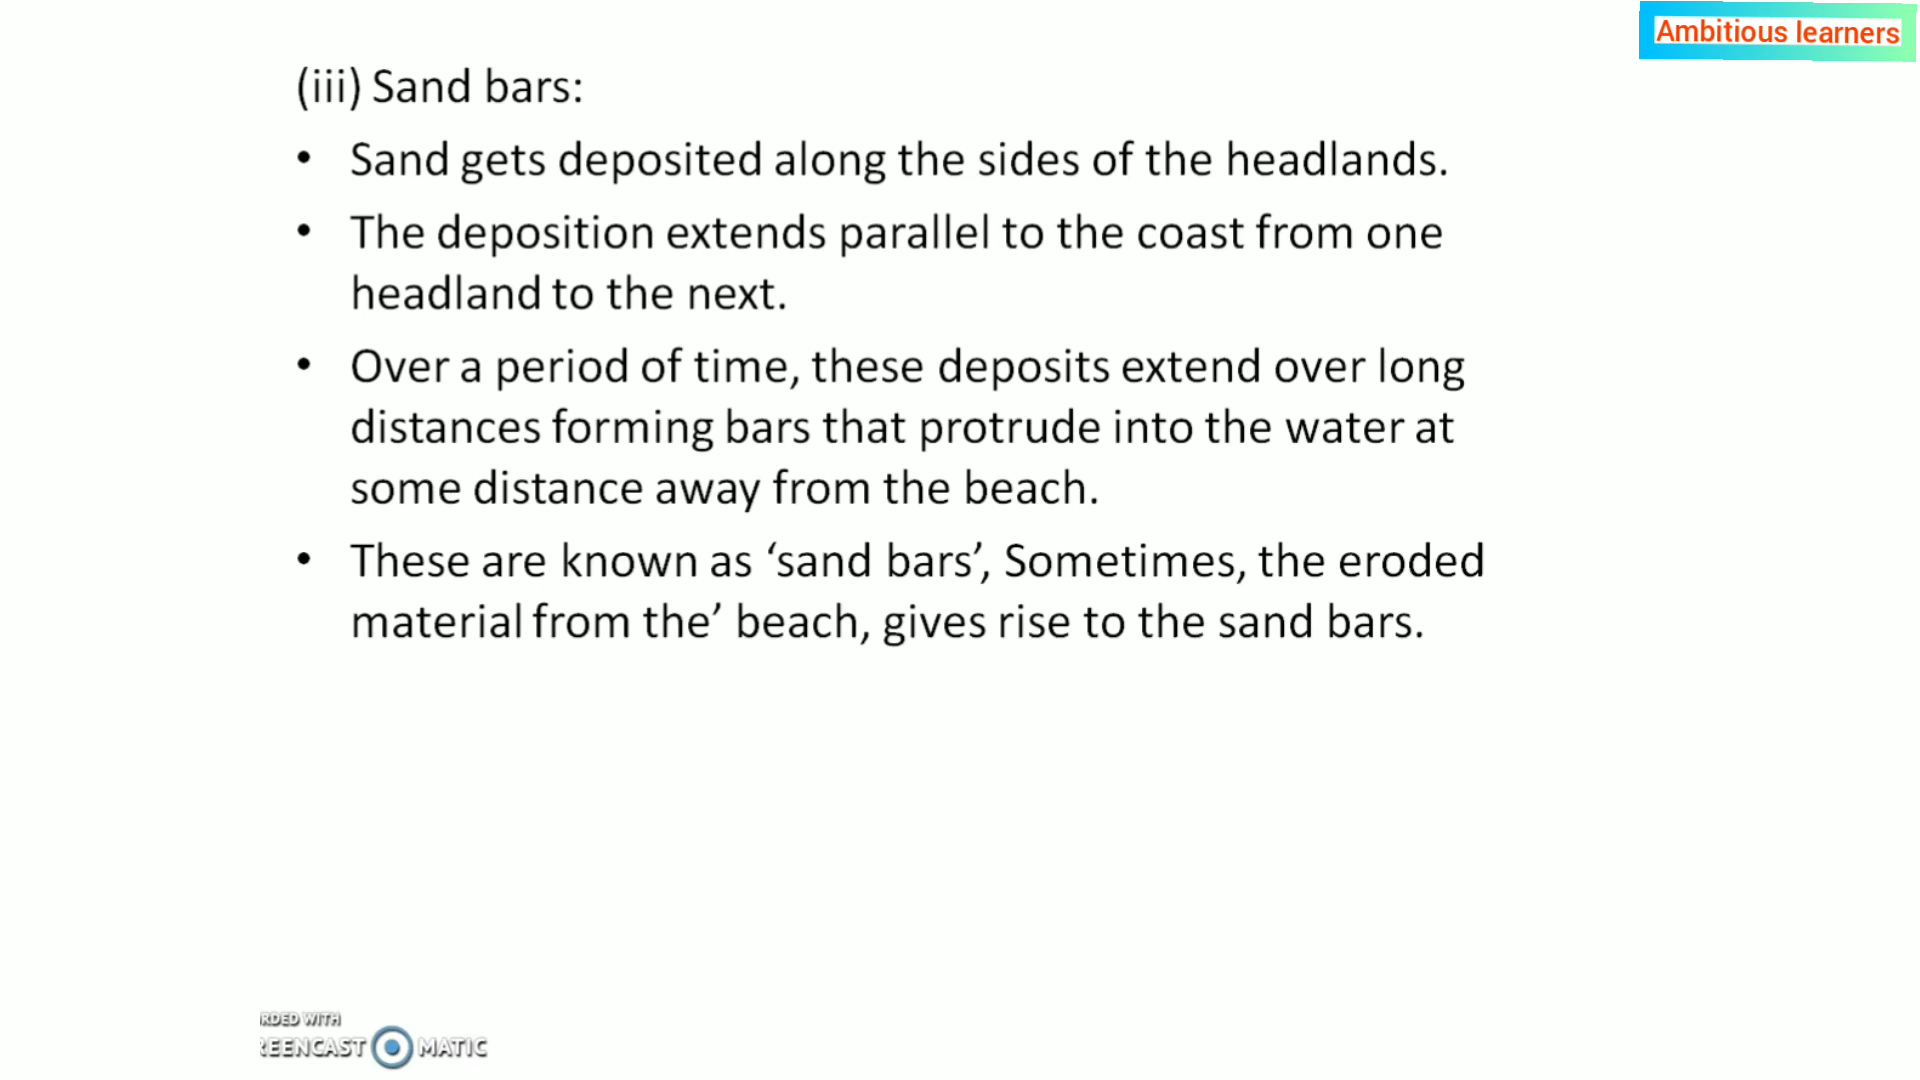 Ambitious learners
(iii) Sand bars:
• Sand gets deposited along the sides of the headlands.
• The deposition extends parallel to the coast from one
headland to the next.
• Over a period of time, these deposits extend over long
distances forming bars that protrude into the water at
some distance away from the beach.
• These are known as ‘sand bars’, Sometimes, the eroded
material from the’ beach, gives rise to the sand bars.
RDED WITH
REENCAST MATIC